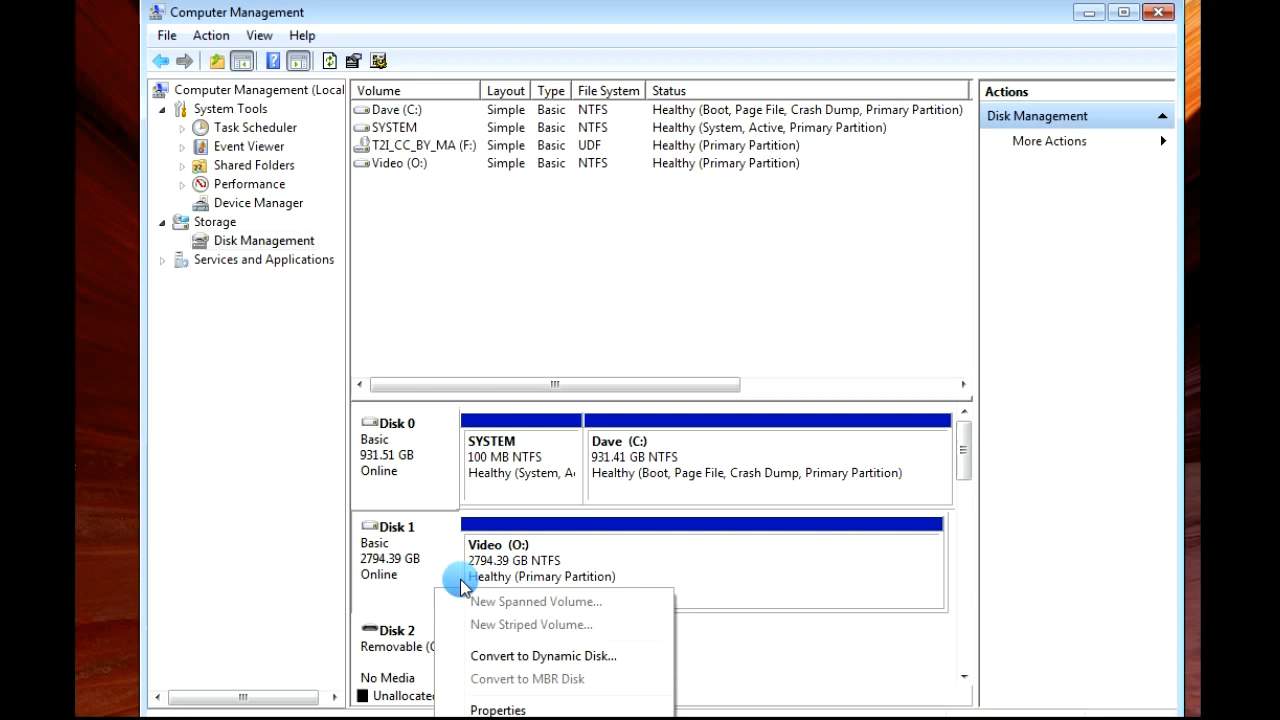 Computer Management
File Action View Help
Computer Management (Local
System Tools
Task Scheduler
Event Viewer
Shared Folders
Performance
Device Manager
Storage
Disk Management
Services and Applications
Volume Layout Type File System Status
Dave (C:) Simple Basic NTFS Healthy (Boot, Page File, Crash Dump, Primary Partition)
SYSTEM Simple Basic NTFS Healthy (System, Active, Primary Partition)
T2I_CC_BY_MA (F:) Simple Basic UDF Healthy (Primary Partition)
Video (O:) Simple Basic NTFS Healthy (Primary Partition)
Actions
Disk Management
More Actions
Disk 0
Basic
931.51 GB
Online
SYSTEM
100 MB NTFS
Healthy (System, A
Dave (C:)
931.41 GB NTFS
Healthy (Boot, Page File, Crash Dump, Primary Partition)
Disk 1
Basic
2794.39 GB
Online
Video (O:)
2794.39 GB NTFS
Healthy (Primary Partition)
Disk 2
Removable (
No Media
Unallocated
New Spanned Volume...
New Striped Volume...
Convert to Dynamic Disk...
Convert to MBR Disk
Properties